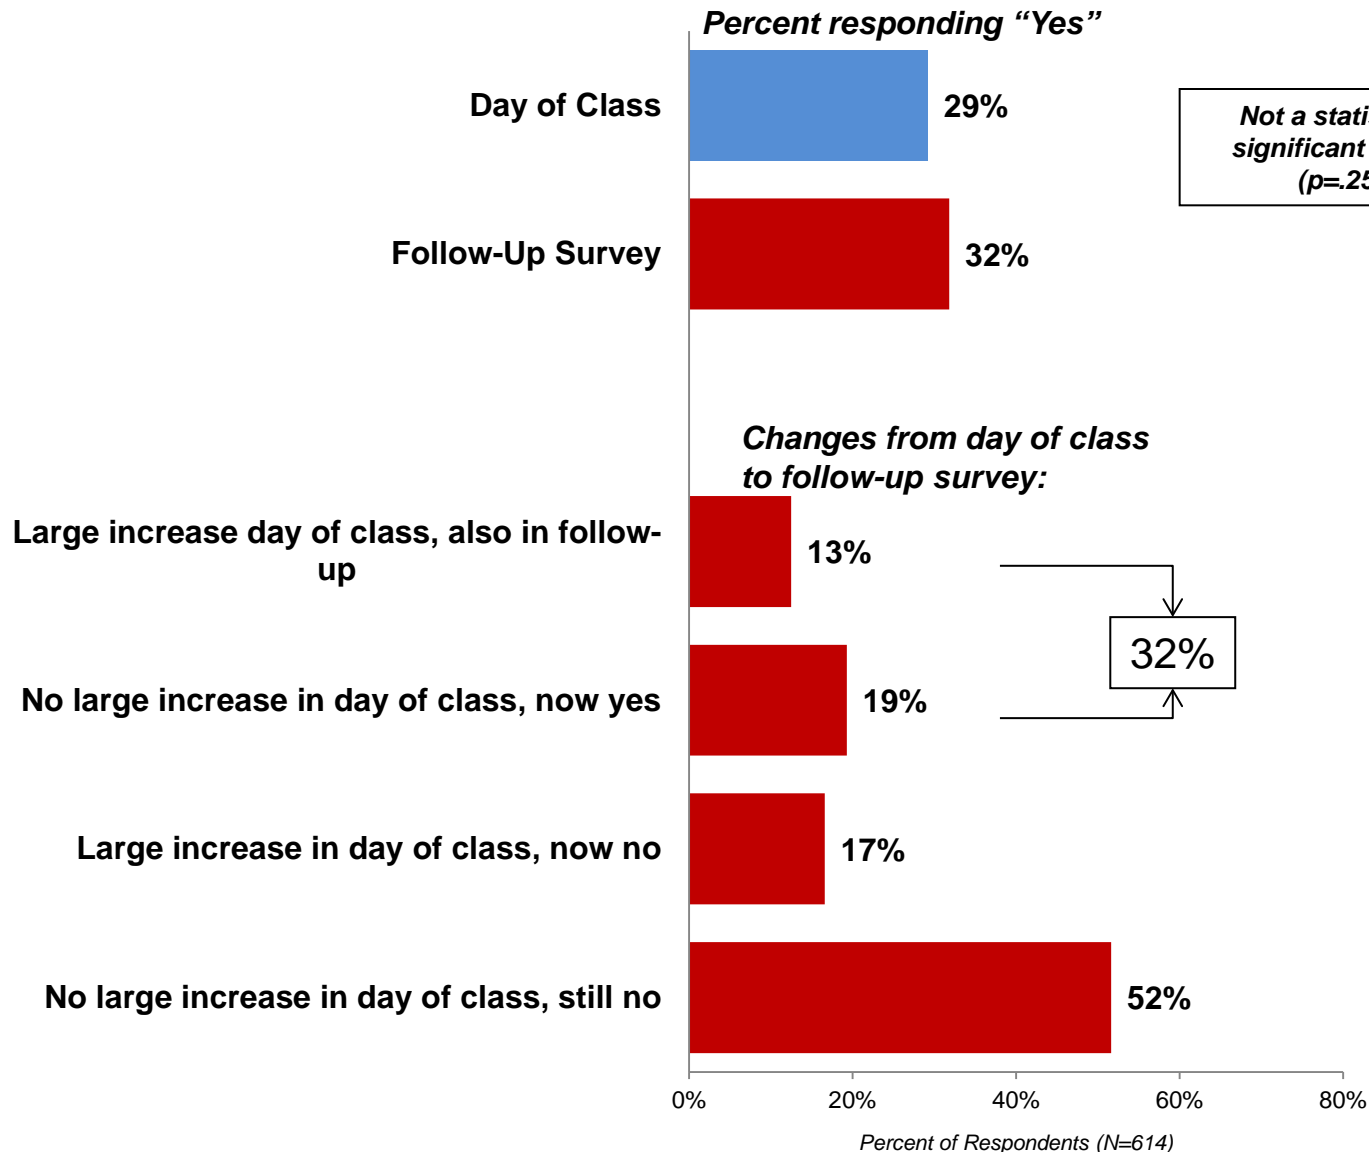 Percent responding “Yes”
Day of Class
29%
Not a
significant
(p=.25
Follow-Up Survey
32%
Changes from day of class
to follow-up survey:
Large increase day of class, also in follow-
up
13%
32%
No large increase in day of class, now yes
19%
Large increase in day of class, now no
17%
No large increase in day of class, still no
52%
0%
20%
40%
60%
80%
Percent of Respondents (N=614)